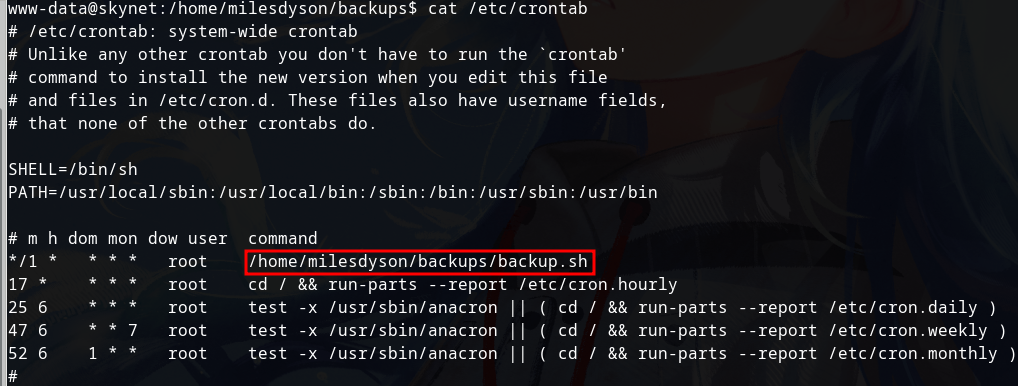 www-data@skynet:/home/milesdyson/backups$ cat /etc/crontab
# /etc/crontab: system-wide crontab
# Unlike any other crontab you don't have to run the `crontab'
# command to install the new version when you edit this file
# and files in /etc/cron.d. These files also have username fields,
# that none of the other crontabs do.
SHELL=/bin/sh
PATH=/usr/local/sbin:/usr/local/bin:/sbin:/bin:/usr/sbin:/usr/bin
# m h dom mon dow user  command
*/1 *   * * *   root    /home/milesdyson/backups/backup.sh
17 *    * * *   root    cd / && run-parts --report /etc/cron.hourly
25 6    * * *   root    test -x /usr/sbin/anacron || ( cd / && run-parts --report /etc/cron.daily )
47 6    * * 7   root    test -x /usr/sbin/anacron || ( cd / && run-parts --report /etc/cron.weekly )
52 6    1 * *   root    test -x /usr/sbin/anacron || ( cd / && run-parts --report /etc/cron.monthly )
#